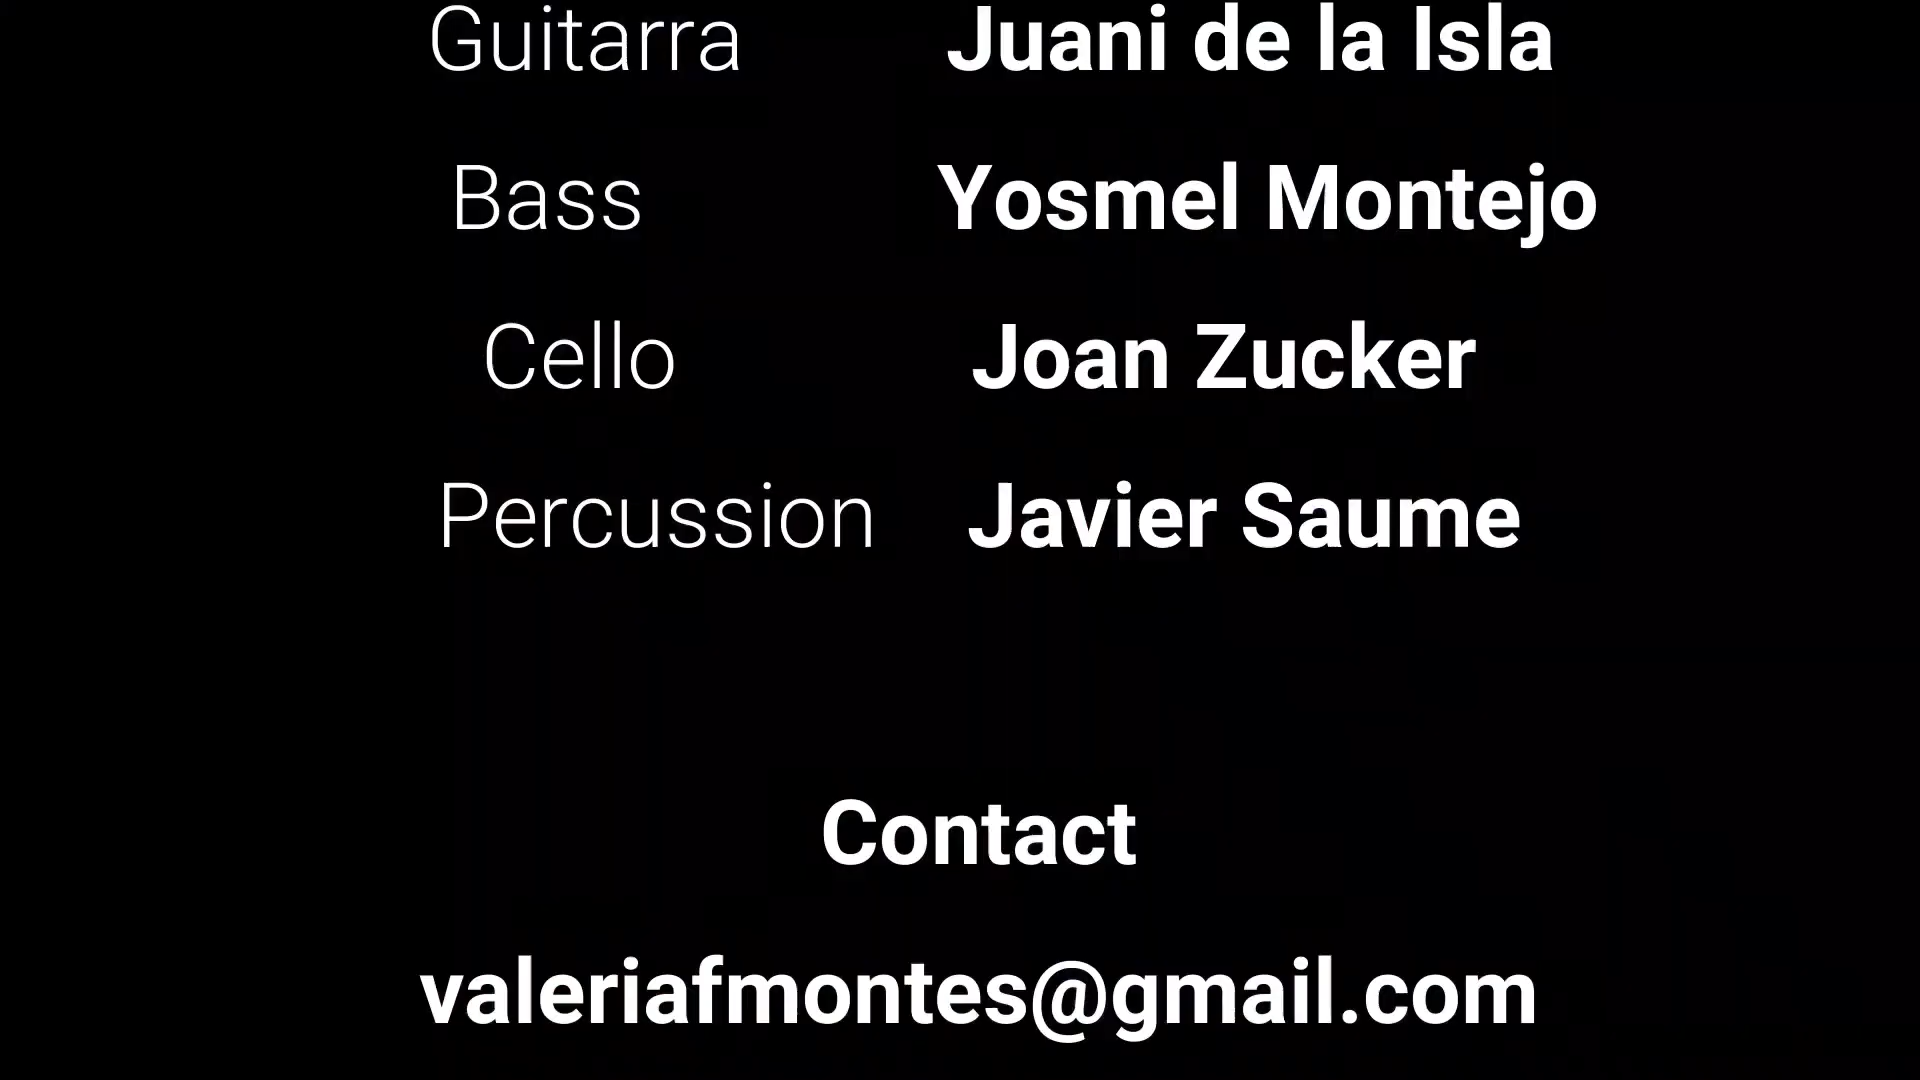 Guitarra Juani de la Isla
Bass Yosmel Montejo
Cello Joan Zucker
Percussion Javier Saume
Contact
valeriafmontes@gmail.com